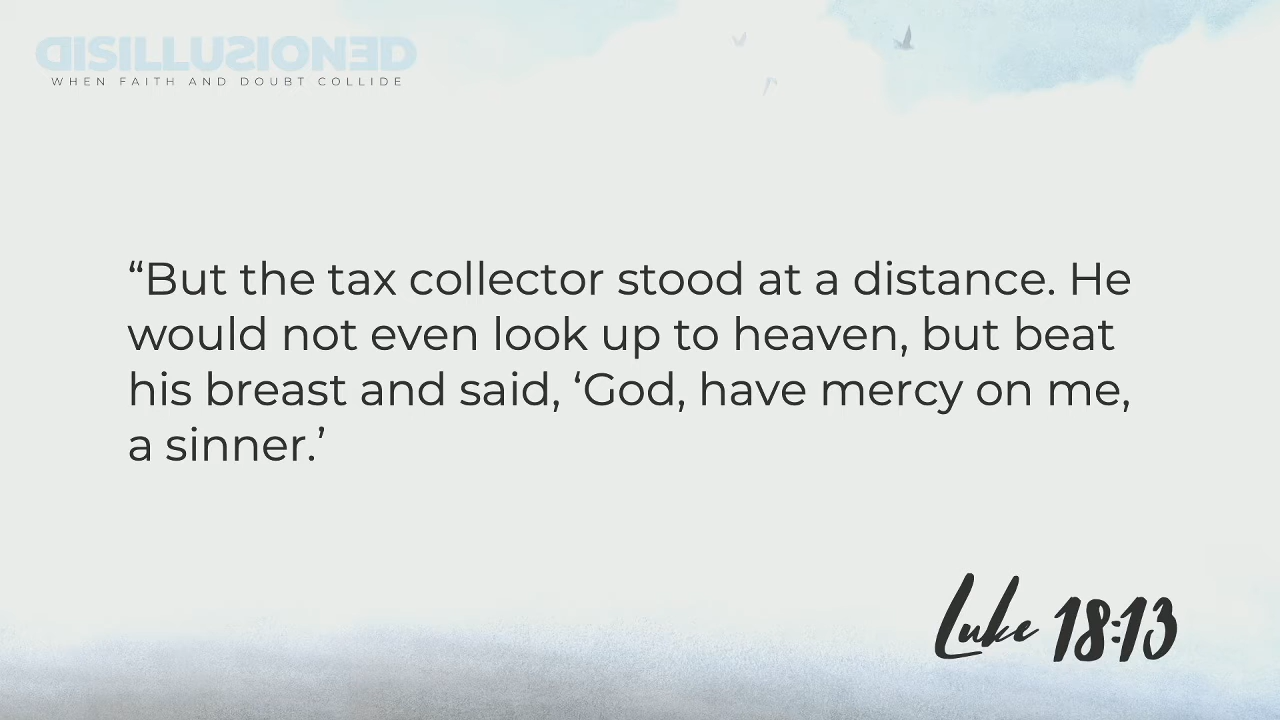 DISILLUSIONED
WHEN FAITH AND DOUBT COLLIDE
“But the tax collector stood at a distance. He
would not even look up to heaven, but beat
his breast and said, ‘God, have mercy on me,
a sinner.’
Luke 18:13